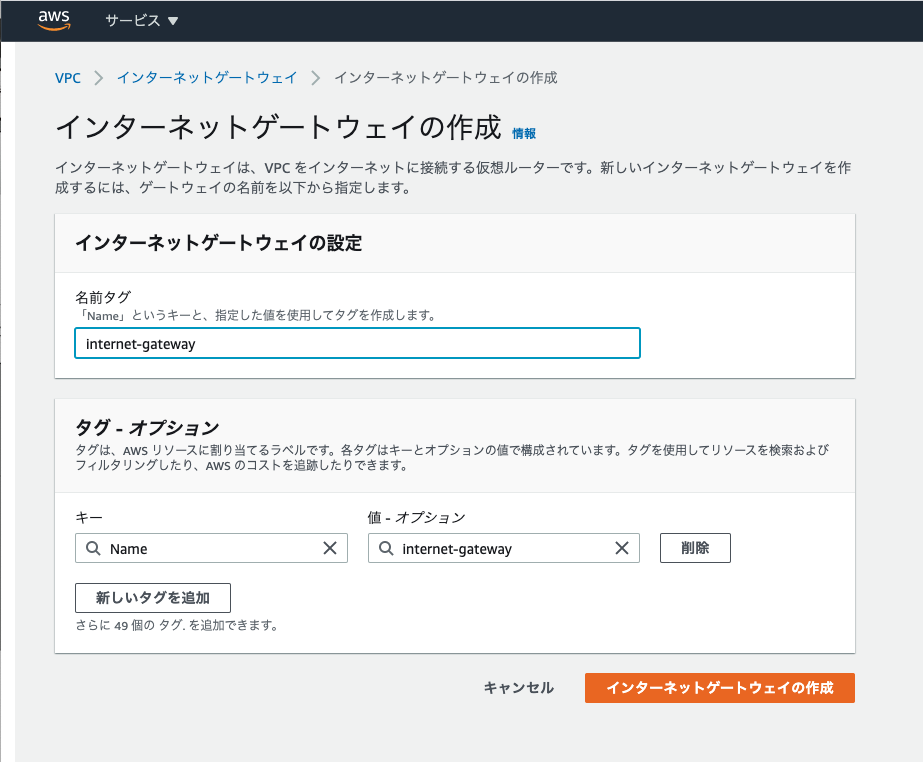 aws サービス ▼
VPC > インターネットゲートウェイ > インターネットゲートウェイの作成
インターネットゲートウェイの作成 情報
インターネットゲートウェイは、VPC をインターネットに接続する仮想ルーターです。新しいインターネットゲートウェイを作
成するには、ゲートウェイの名前を以下から指定します。
インターネットゲートウェイの設定
名前タグ
「Name」というキーと、指定した値を使用してタグを作成します。
internet-gateway
タグ - オプション
タグは、AWS リソースに割り当てるラベルです。各タグはキーとオプションの値で構成されています。タグを使用してリソースを検索および
フィルタリングしたり、AWS のコストを追跡したりできます。
キー 値 - オプション
Name internet-gateway 削除
新しいタグを追加
さらに 49 個の タグ. を追加できます。
キャンセル インターネットゲートウェイの作成